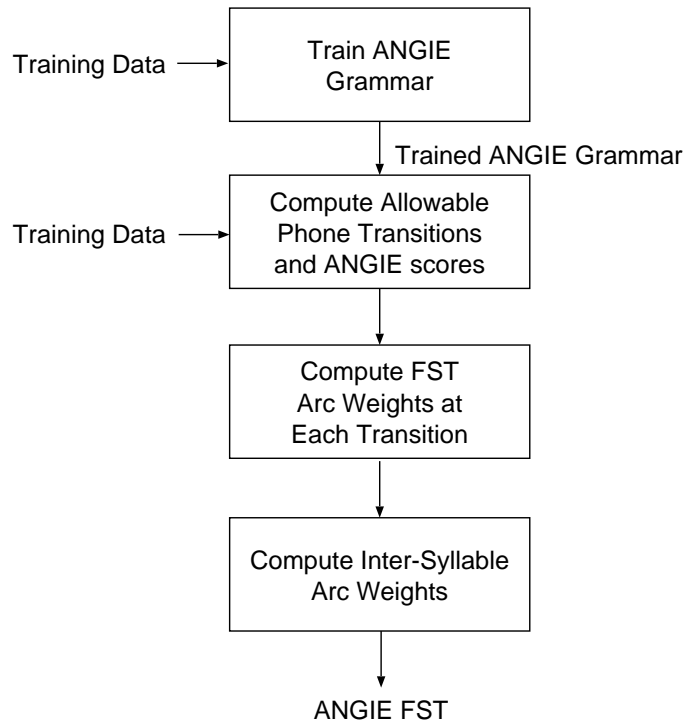 Train ANGIE
Grammar
Training Data
Trained ANGIE Grammar
Compute Allowable
Phone Transitions
and ANGIE scores
Training Data
Compute FST
Arc Weights at
Each Transition
Compute Inter-Syllable
Arc Weights
ANGIE FST